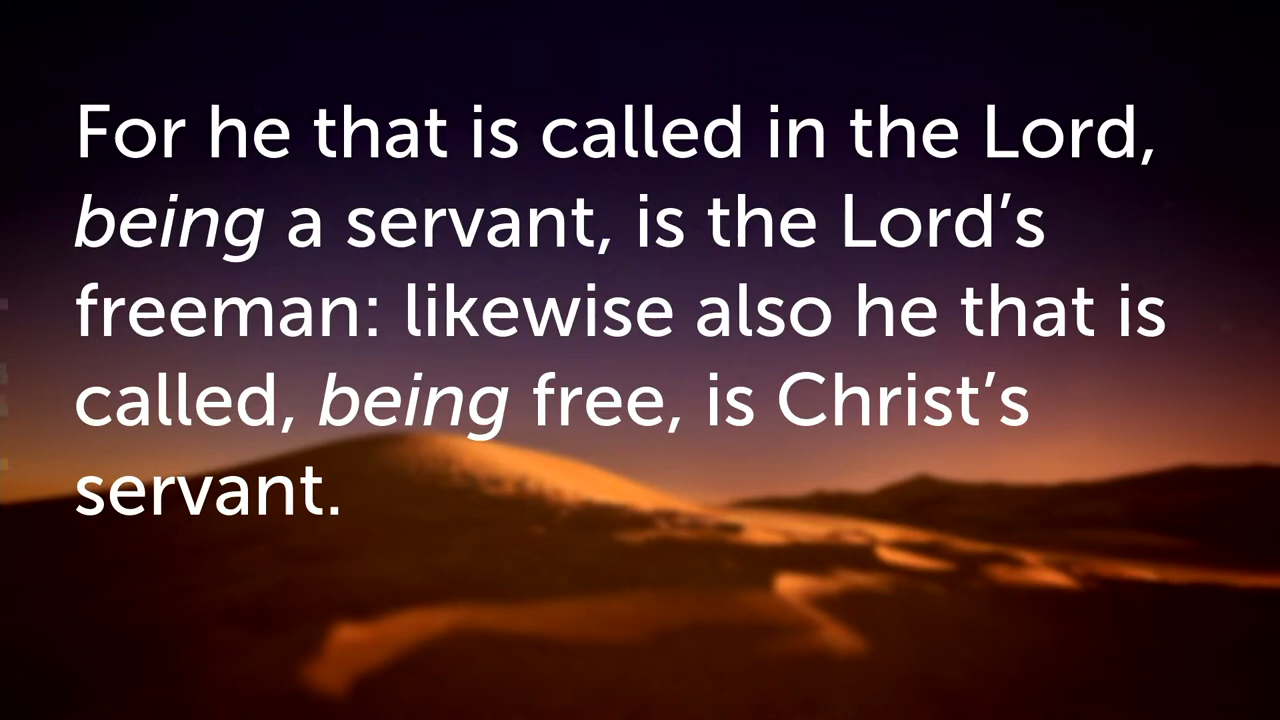 For he that is called in the Lord,
being a servant, is the Lord’s
freeman: likewise also he that is
called, being free, is Christ’s
servant.